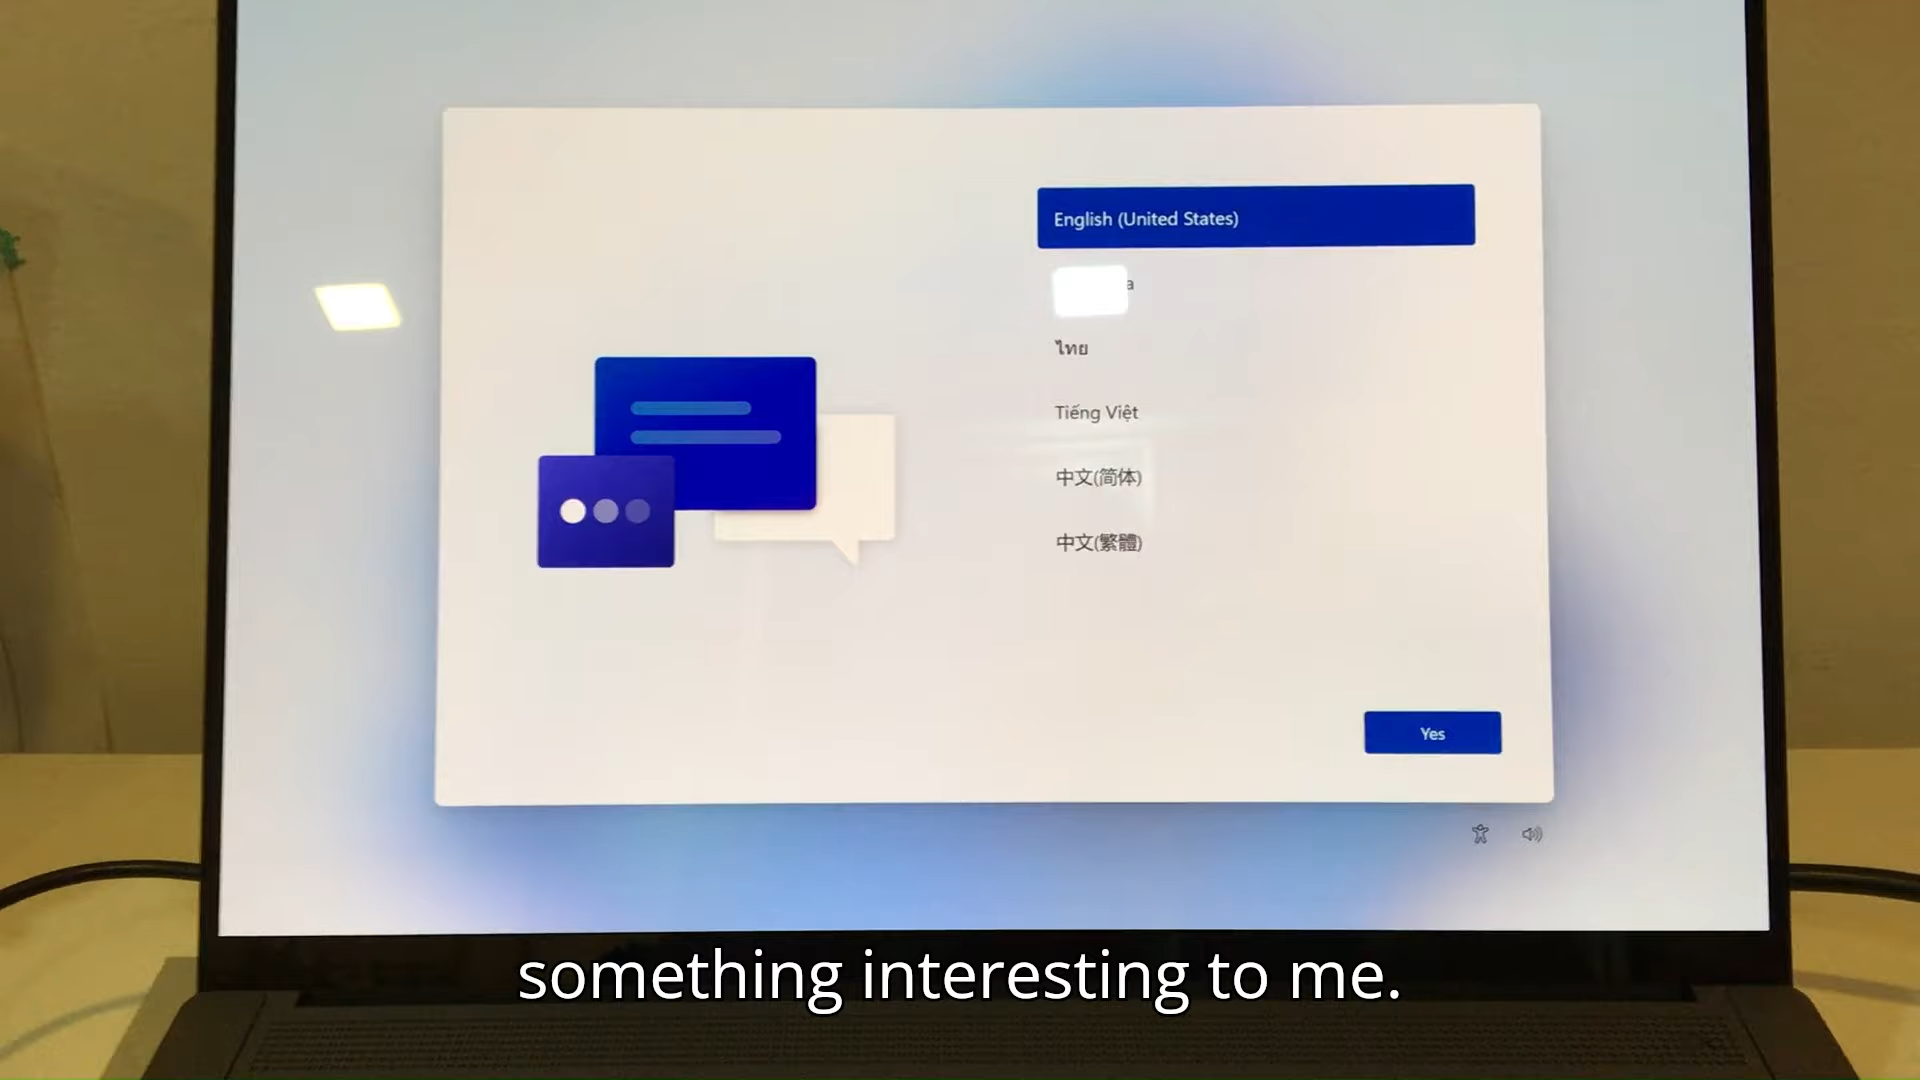 English (United States)
ไทย
Tiếng Việt
中文(简体)
中文(繁體)
Yes
something interesting to me.